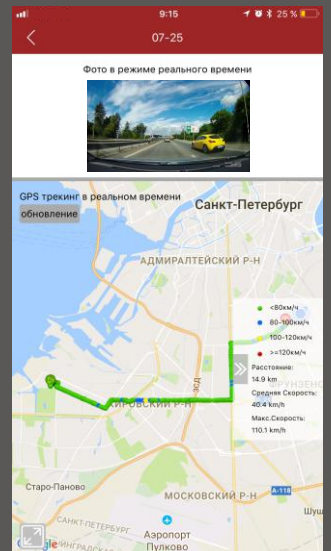 9:15
25 %
07-25
Фото в режиме реального времени
GPS трекинг в реальном времени
обновление
Санкт-Петербург
АДМИРАЛТЕЙСКИЙ Р-Н
<80км/ч
80-100км/ч
100-120км/ч
>=120км/ч
Расстояние:
14.9 km
Средняя Скорость:
40.4 km/h
Макс.Скорость:
110.1 km/h
ЗСД
КИРОВСКИЙ Р-Н
Старо-Паново
МОСКОВСКИЙ Р-Н
А-118
САНКТ-ПЕТЕРБУРГ
Аэропорт
Пулково